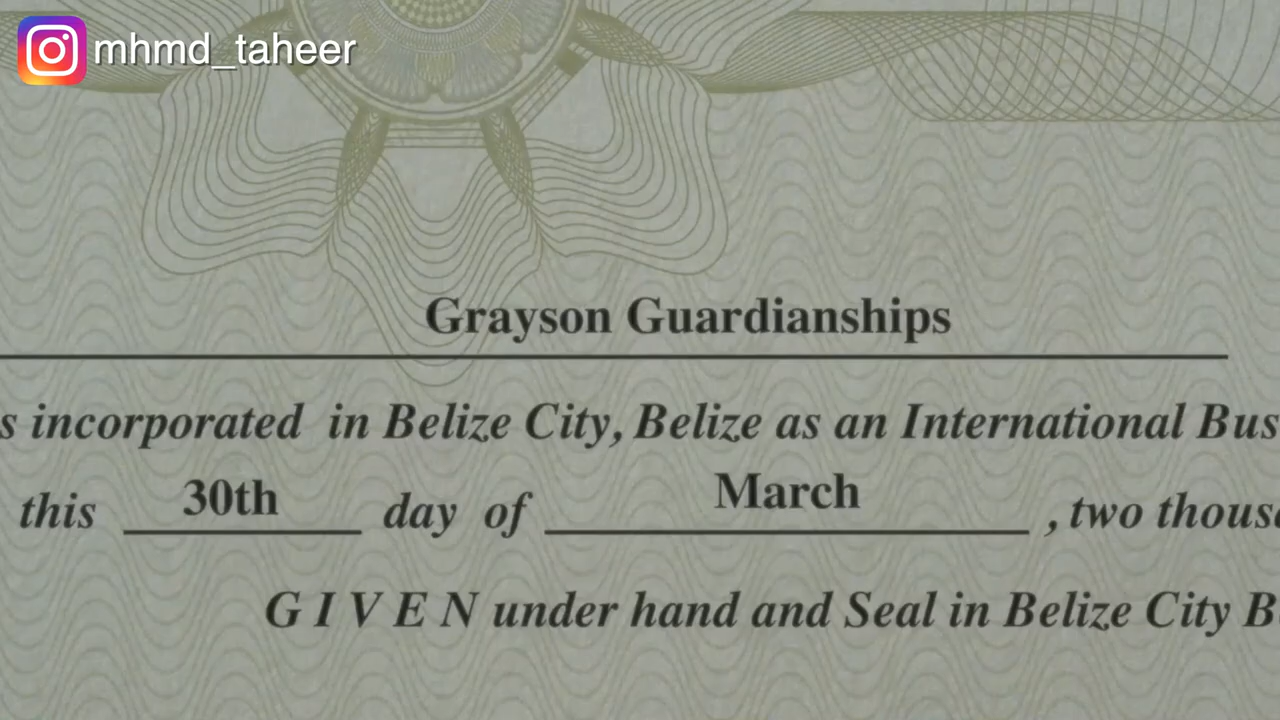 mhmd_taheer
Grayson Guardianships
s incorporated in Belize City, Belize as an International Bus
this 30th day of March , two thous
G I V E N under hand and Seal in Belize City B